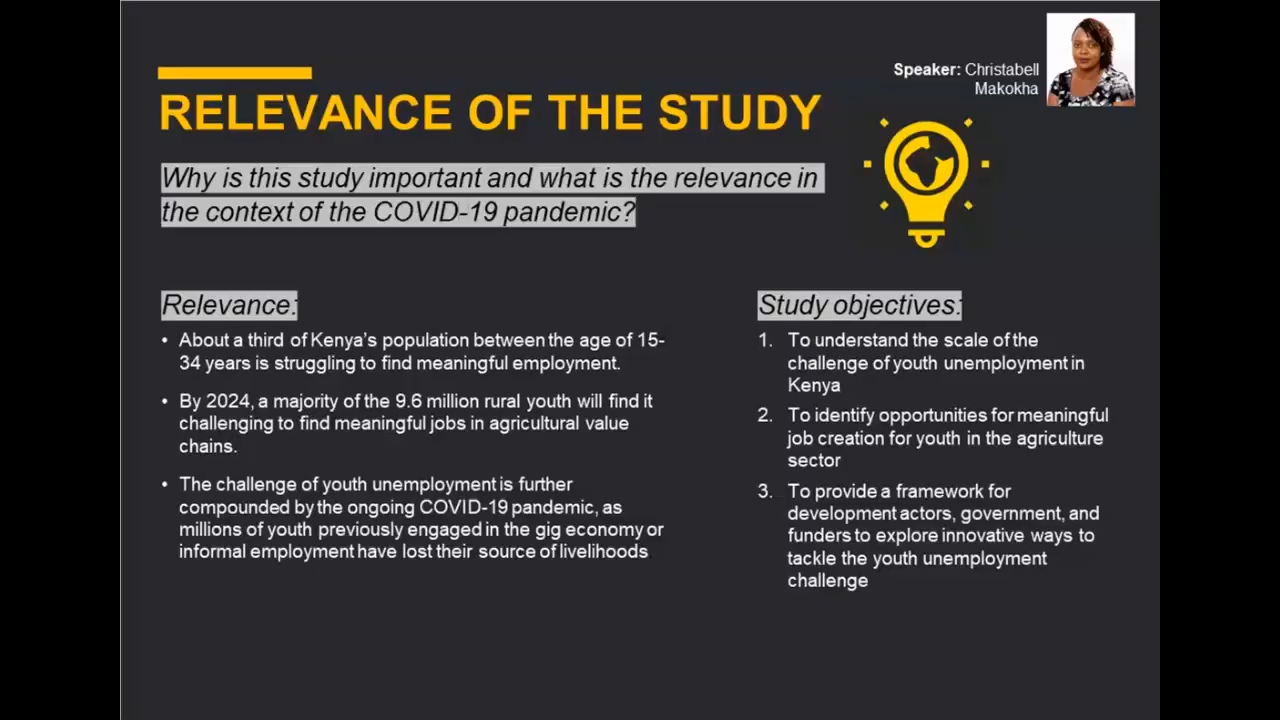 Speaker: Christabell
Makokha
RELEVANCE OF THE STUDY
Why is this study important and what is the relevance in
the context of the COVID-19 pandemic?
Relevance:
• About a third of Kenya's population between the age of 15-
34 years is struggling to find meaningful employment.
• By 2024, a majority of the 9.6 million rural youth will find it
challenging to find meaningful jobs in agricultural value
chains.
• The challenge of youth unemployment is further
compounded by the ongoing COVID-19 pandemic, as
millions of youth previously engaged in the gig economy or
informal employment have lost their source of livelihoods
Study objectives:
1. To understand the scale of the
challenge of youth unemployment in
Kenya
2. To identify opportunities for meaningful
job creation for youth in the agriculture
sector
3. To provide a framework for
development actors, government, and
funders to explore innovative ways to
tackle the youth unemployment
challenge